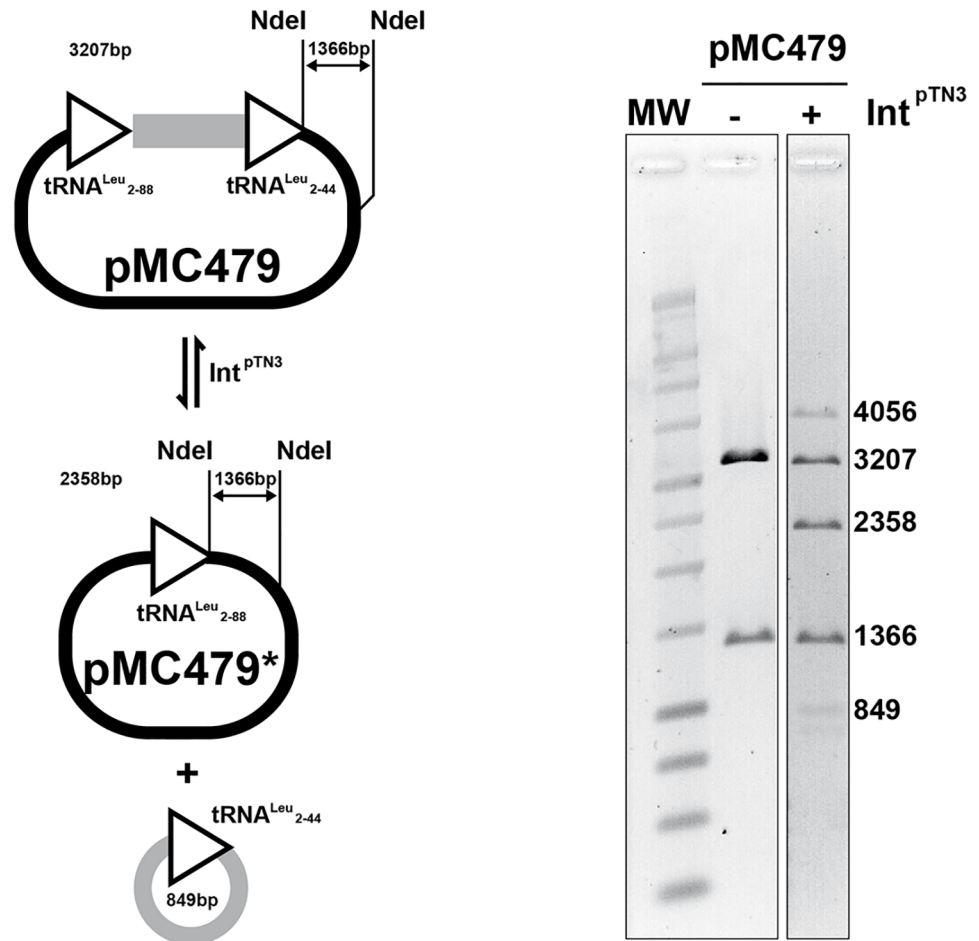 NdeI NdeI
3207bp 1366bp
tRNALeu2-88 tRNALeu2-44
pMC479
IntpTN3
NdeI NdeI
2358bp 1366bp
tRNALeu2-88
pMC479*
+
tRNALeu2-44
849bp
pMC479
MW - + IntpTN3
4056
3207
2358
1366
849